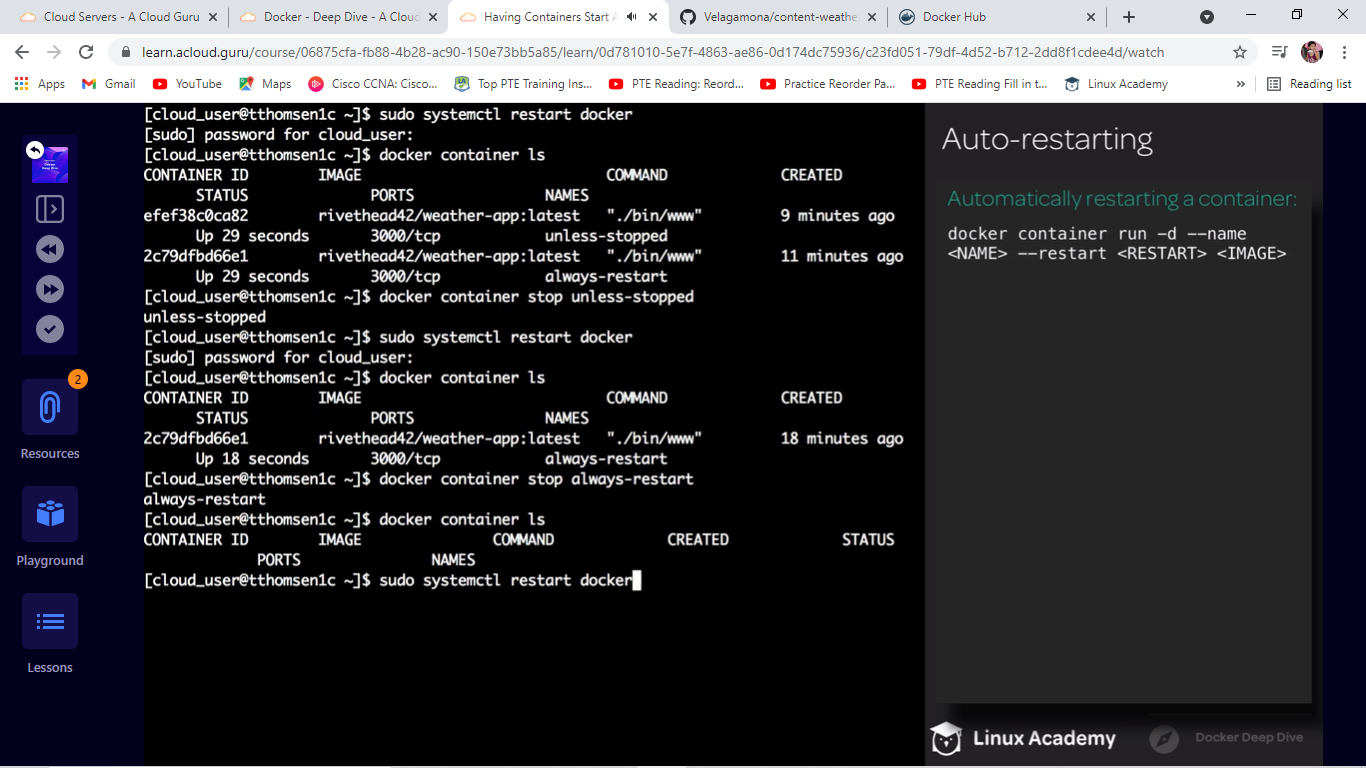 Cloud Servers - A Cloud Guru
Docker - Deep Dive - A Cloud
Having Containers Start A
Velagamona/content-weathe
Docker Hub
learn.acloud.guru/course/06875cfa-fb88-4b28-ac90-150e73bb5a85/learn/0d781010-5e7f-4863-ae86-0d174dc75936/c23fd051-79df-4d52-b712-2dd8f1cdee4d/watch
Apps
Gmail
YouTube
Maps
Cisco CCNA: Cisco...
Top PTE Training Ins...
PTE Reading: Reord...
Practice Reorder Pa...
PTE Reading Fill in t...
Linux Academy
»
Reading list
2
Resources
Playground
Lessons
[cloud_user@tthomsen1c ~]$ sudo systemctl restart docker
[sudo] password for cloud_user:
[cloud_user@tthomsen1c ~]$ docker container ls
CONTAINER ID        IMAGE                            COMMAND             CREATED
      STATUS              PORTS               NAMES
efef38c0ca82        rivethead42/weather-app:latest   "./bin/www"         9 minutes ago
      Up 29 seconds       3000/tcp            unless-stopped
2c79dfbd66e1        rivethead42/weather-app:latest   "./bin/www"         11 minutes ago
      Up 29 seconds       3000/tcp            always-restart
[cloud_user@tthomsen1c ~]$ docker container stop unless-stopped
unless-stopped
[cloud_user@tthomsen1c ~]$ sudo systemctl restart docker
[sudo] password for cloud_user:
[cloud_user@tthomsen1c ~]$ docker container ls
CONTAINER ID        IMAGE                            COMMAND             CREATED
      STATUS              PORTS               NAMES
2c79dfbd66e1        rivethead42/weather-app:latest   "./bin/www"         18 minutes ago
      Up 18 seconds       3000/tcp            always-restart
[cloud_user@tthomsen1c ~]$ docker container stop always-restart
always-restart
[cloud_user@tthomsen1c ~]$ docker container ls
CONTAINER ID        IMAGE               COMMAND             CREATED             STATUS
             PORTS               NAMES
[cloud_user@tthomsen1c ~]$ sudo systemctl restart docker
Auto-restarting
Automatically restarting a container:
docker container run -d --name
<NAME> --restart <RESTART> <IMAGE>
Linux Academy
Docker Deep Dive